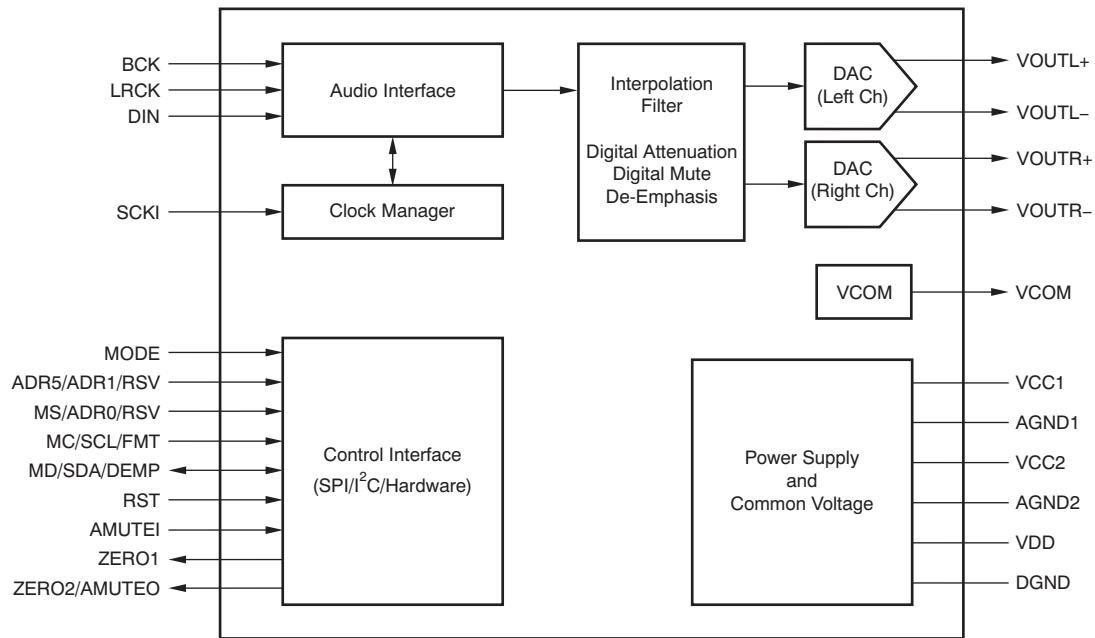 BCK
LRCK
DIN
Audio Interface
SCKI
Clock Manager
Interpolation
Filter
Digital Attenuation
Digital Mute
De-Emphasis
DAC
(Left Ch)
DAC
(Right Ch)
VOUTL+
VOUTL−
VOUTR+
VOUTR−
VCOM
VCOM
MODE
ADR5/ADR1/RSV
MS/ADR0/RSV
MC/SCL/FMT
MD/SDA/DEMP
RST
AMUTEI
ZERO1
ZERO2/AMUTEO
Control Interface
(SPI/I²C/Hardware)
Power Supply
and
Common Voltage
VCC1
AGND1
VCC2
AGND2
VDD
DGND